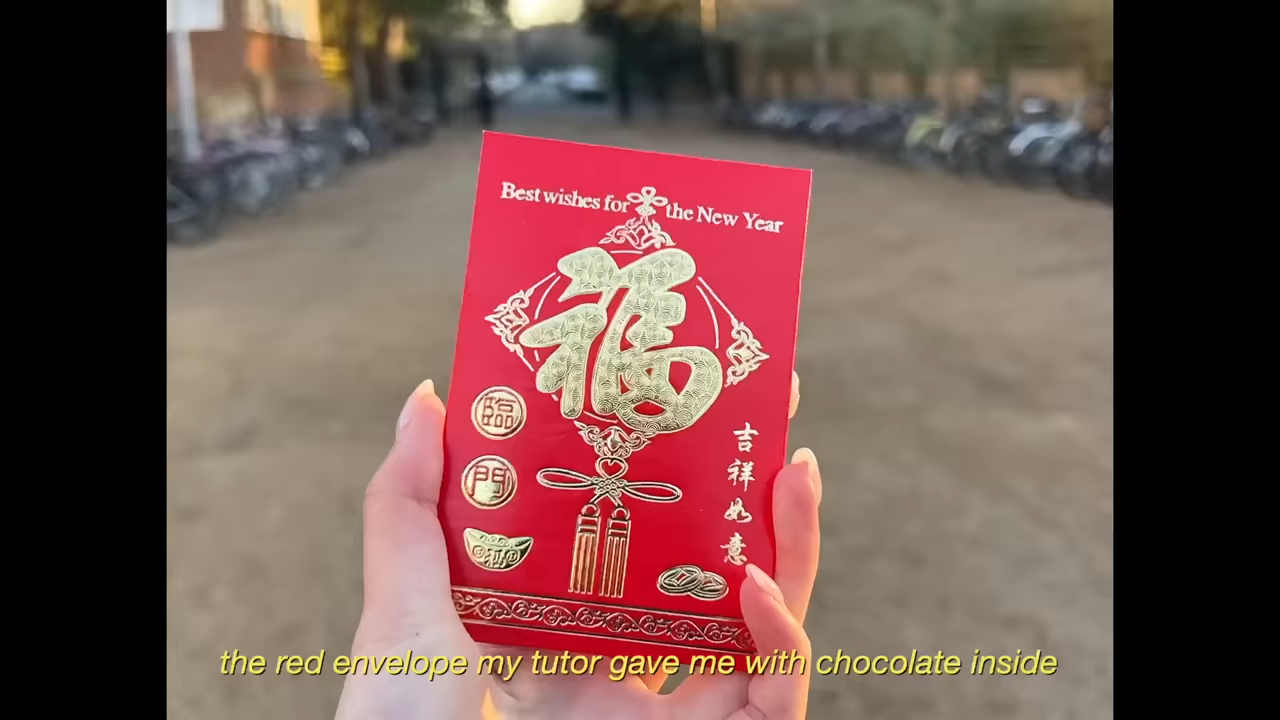 Best wishes for the New Year
福
臨
門
吉
祥
如
意
the red envelope my tutor gave me with chocolate inside